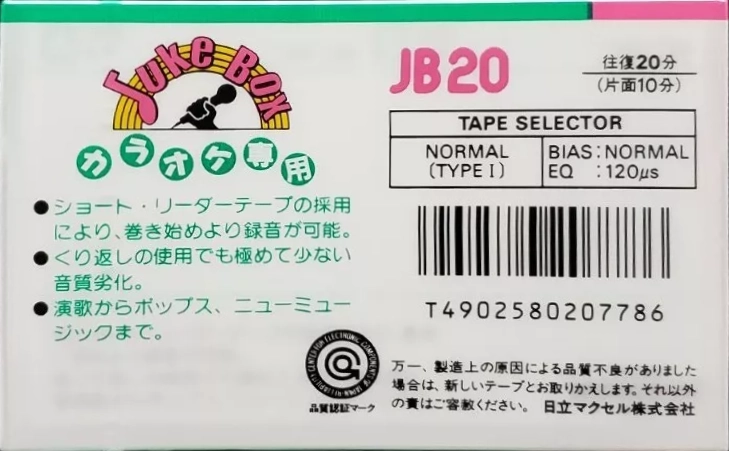 Juke Box
カラオケ専用
●ショート・リーダーテープの採用
により、巻き始めより録音が可能。
●くり返しの使用でも極めて少ない
音質劣化。
●演歌からポップス、ニューミュー
ジックまで。
JB20
往復20分
(片面10分)
TAPE SELECTOR
NORMAL
(TYPE I)
BIAS:NORMAL
EQ :120μs
T4902580207786
RELIABILITY CENTER FOR ELECTRONIC COMPONENTS OF JAPAN
品質認証マーク
万一、製造上の原因による品質不良がありました
場合は、新しいテープとお取りかえします。それ以外
の責はご容赦ください。 日立マクセル株式会社